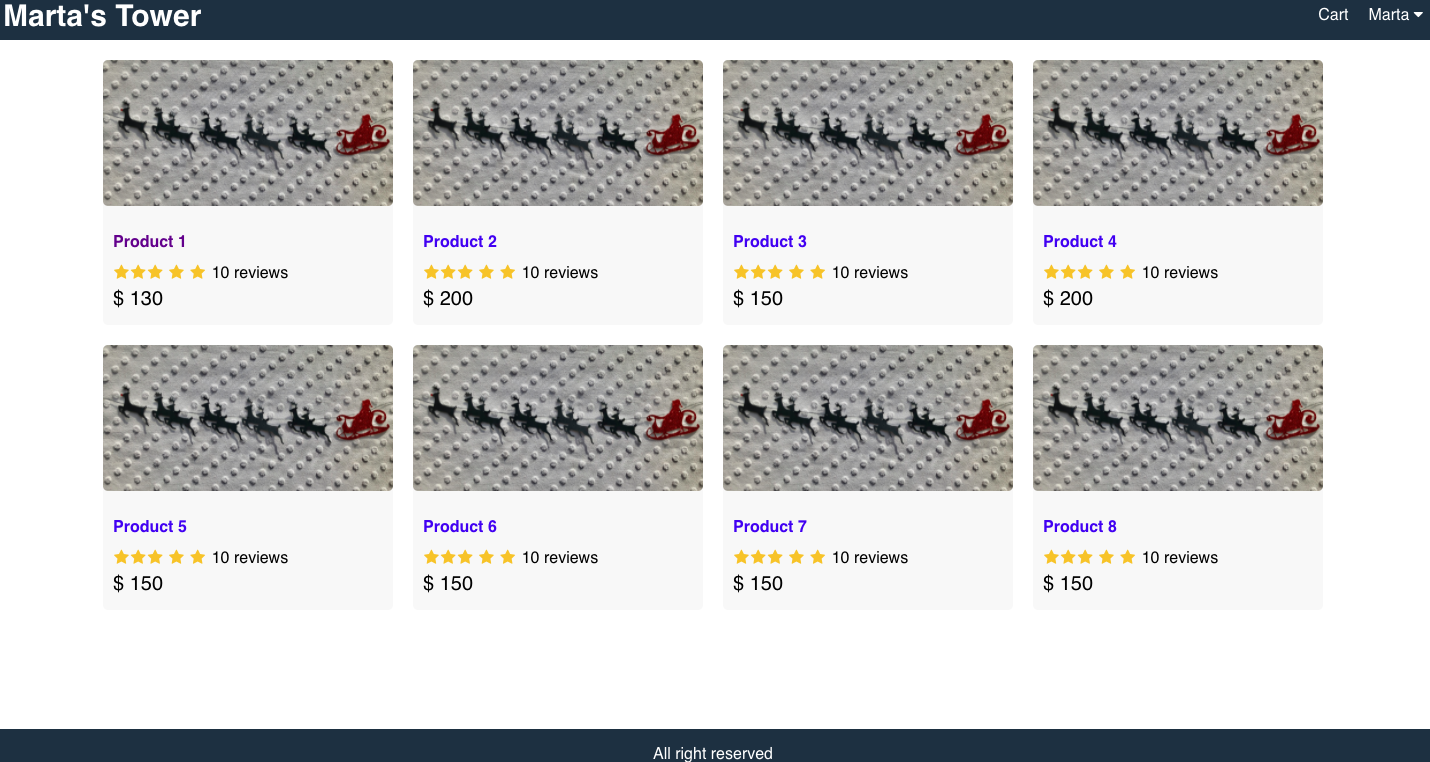 Marta's Tower
Cart Marta
Product 1 Product 2 Product 3 Product 4
10 reviews 10 reviews 10 reviews 10 reviews
$ 130 $ 200 $ 150 $ 200
Product 5 Product 6 Product 7 Product 8
10 reviews 10 reviews 10 reviews 10 reviews
$ 150 $ 150 $ 150 $ 150
All right reserved